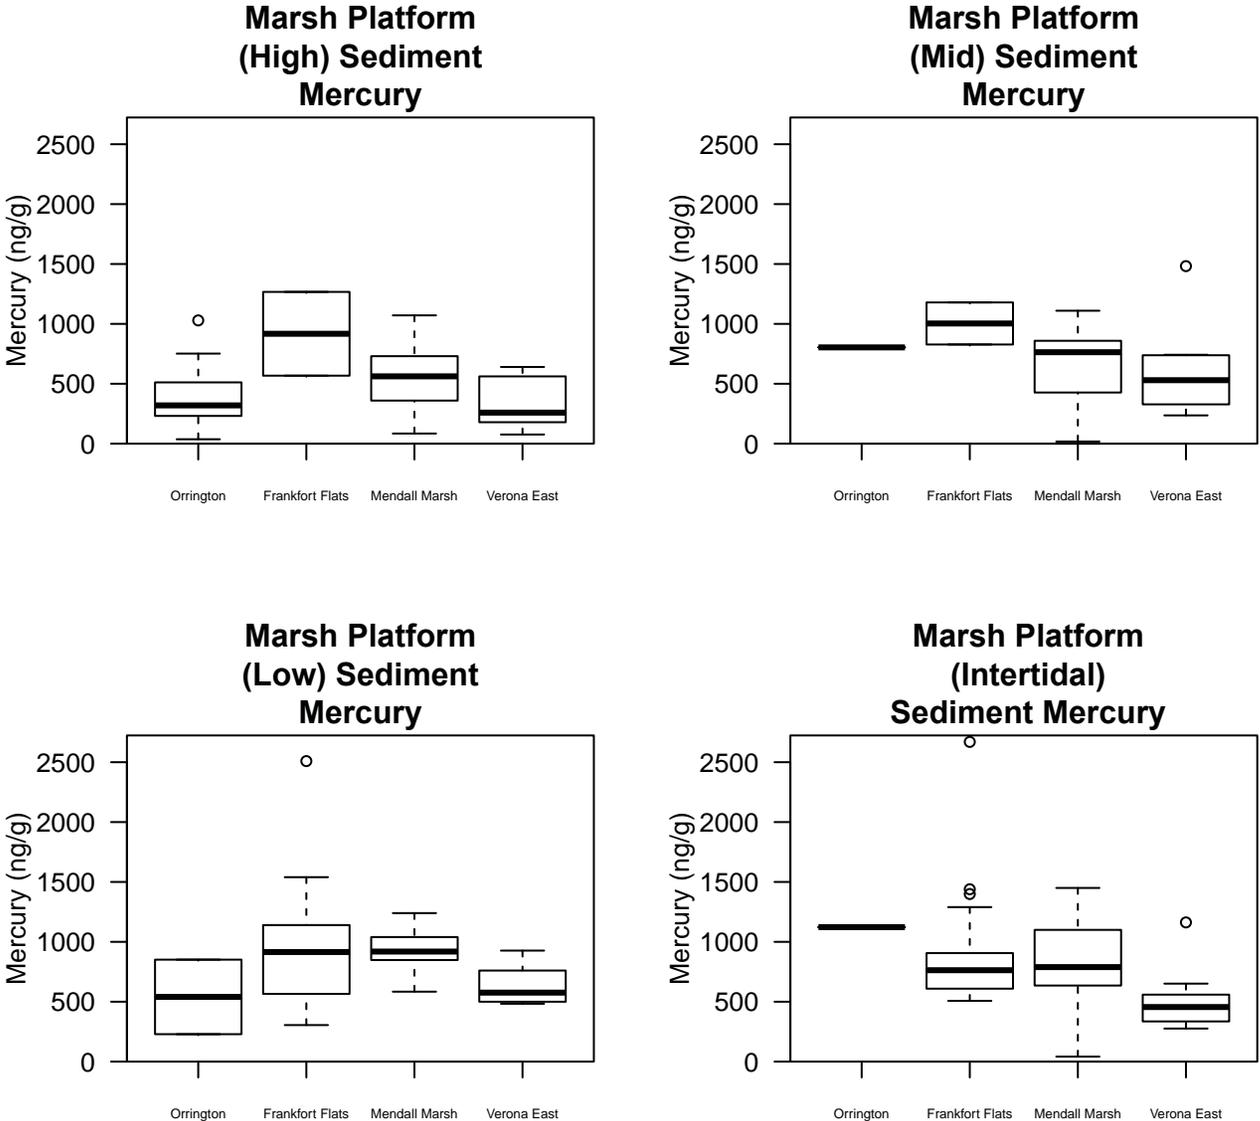 Marsh Platform
(High) Sediment
Mercury
Mercury (ng/g)
2500
2000
1500
1000
500
0
Orrington Frankfort Flats Mendall Marsh Verona East
Marsh Platform
(Mid) Sediment
Mercury
Mercury (ng/g)
2500
2000
1500
1000
500
0
Orrington Frankfort Flats Mendall Marsh Verona East
Marsh Platform
(Low) Sediment
Mercury
Mercury (ng/g)
2500
2000
1500
1000
500
0
Orrington Frankfort Flats Mendall Marsh Verona East
Marsh Platform
(Intertidal)
Sediment Mercury
Mercury (ng/g)
2500
2000
1500
1000
500
0
Orrington Frankfort Flats Mendall Marsh Verona East